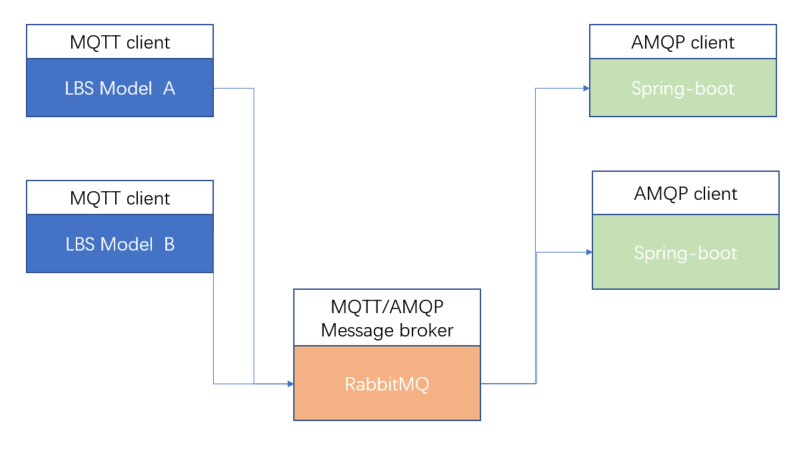 MQTT client
LBS Model A
MQTT client
LBS Model B
MQTT/AMQP
Message broker
RabbitMQ
AMQP client
Spring-boot
AMQP client
Spring-boot